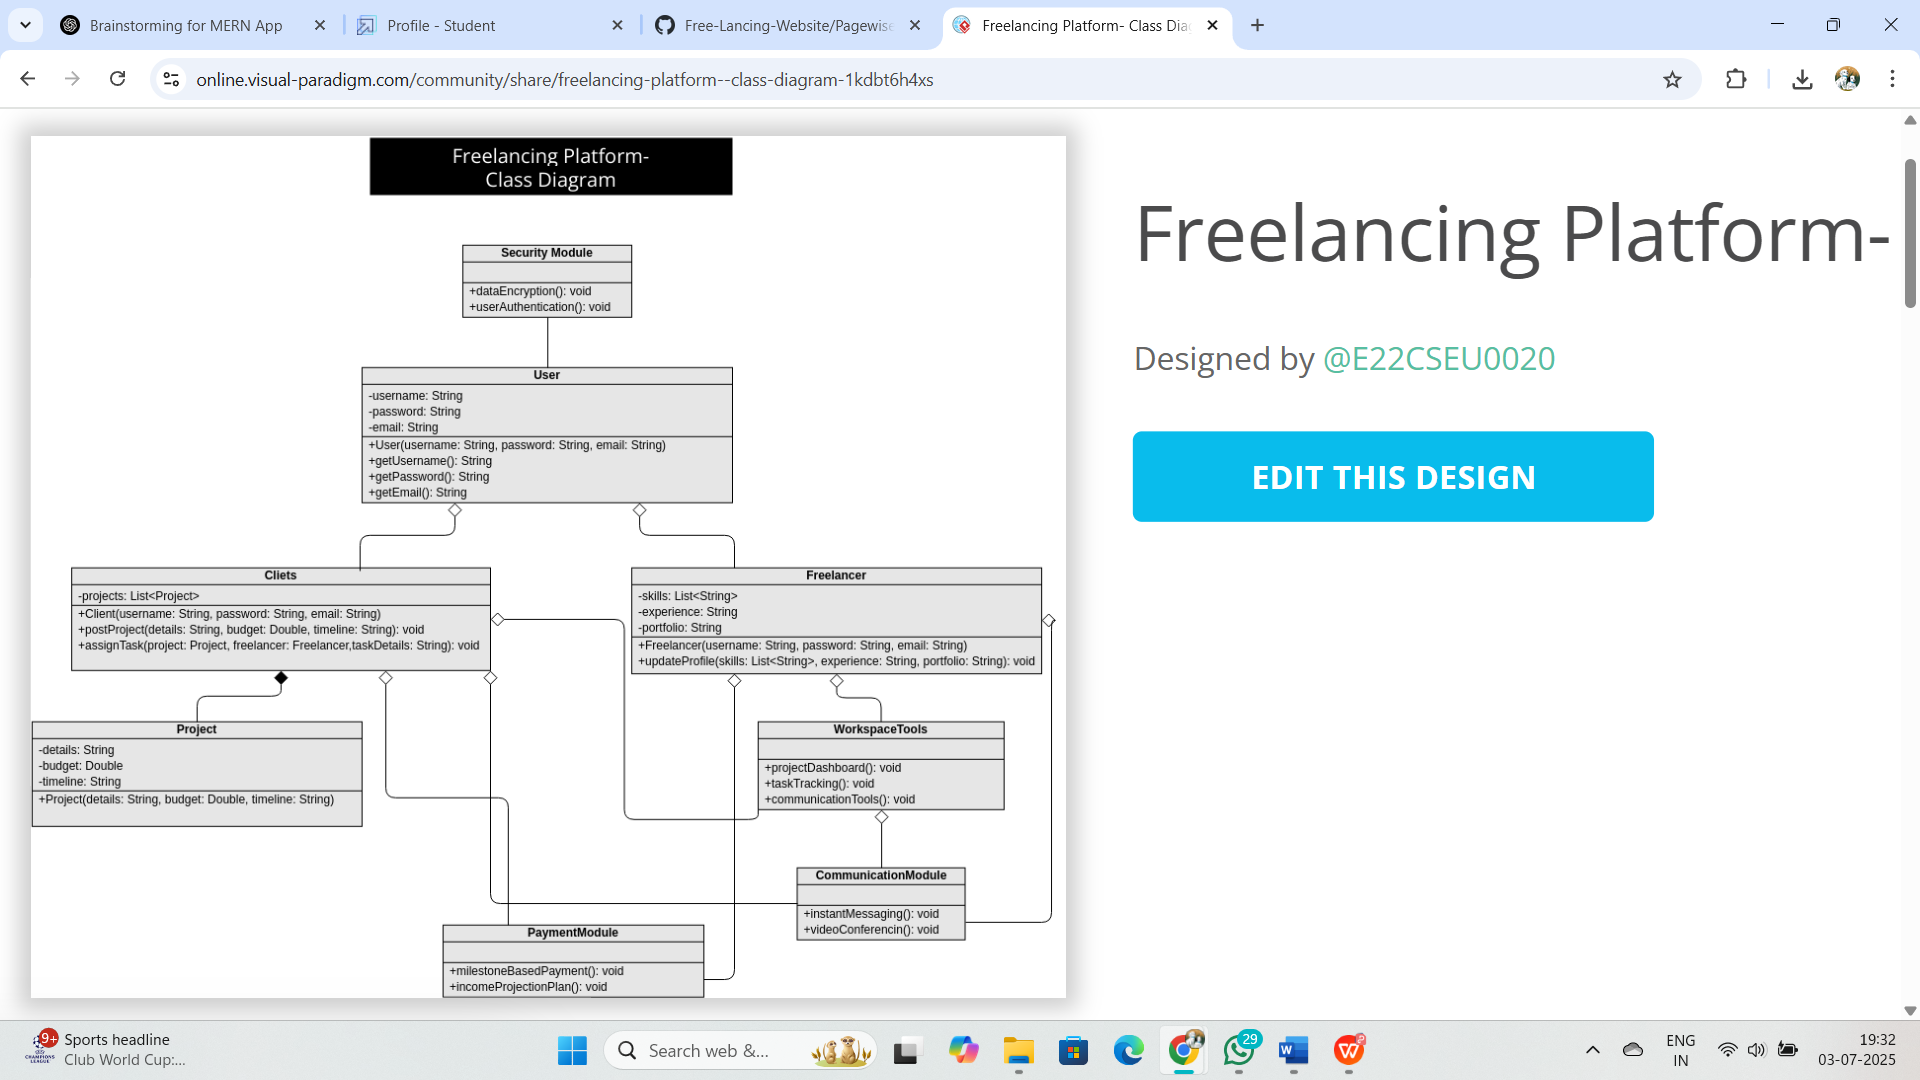 Brainstorming for MERN App
Profile - Student
Free-Lancing-Website/Pagewise
Freelancing Platform- Class Dia
online.visual-paradigm.com/community/share/freelancing-platform--class-diagram-1kdbt6h4xs
Freelancing Platform-
Class Diagram
Security Module
+dataEncryption(): void
+userAuthentication(): void
User
-username: String
-password: String
-email: String
+User(username: String, password: String, email: String)
+getUsername(): String
+getPassword(): String
+getEmail(): String
Cliets
-projects: List<Project>
+Client(username: String, password: String, email: String)
+postProject(details: String, budget: Double, timeline: String): void
+assignTask(project: Project, freelancer: Freelancer,taskDetails: String): void
Freelancer
-skills: List<String>
-experience: String
-portfolio: String
+Freelancer(username: String, password: String, email: String)
+updateProfile(skills: List<String>, experience: String, portfolio: String): void
Project
-details: String
-budget: Double
-timeline: String
+Project(details: String, budget: Double, timeline: String)
WorkspaceTools
+projectDashboard(): void
+taskTracking(): void
+communicationTools(): void
CommunicationModule
+instantMessaging(): void
+videoConferencin(): void
PaymentModule
+milestoneBasedPayment(): void
+incomeProjectionPlan(): void
Freelancing Platform-
Designed by @E22CSEU0020
EDIT THIS DESIGN
9+
Sports headline
Club World Cup:...
Search web &...
29
ENG
IN
19:32
03-07-2025